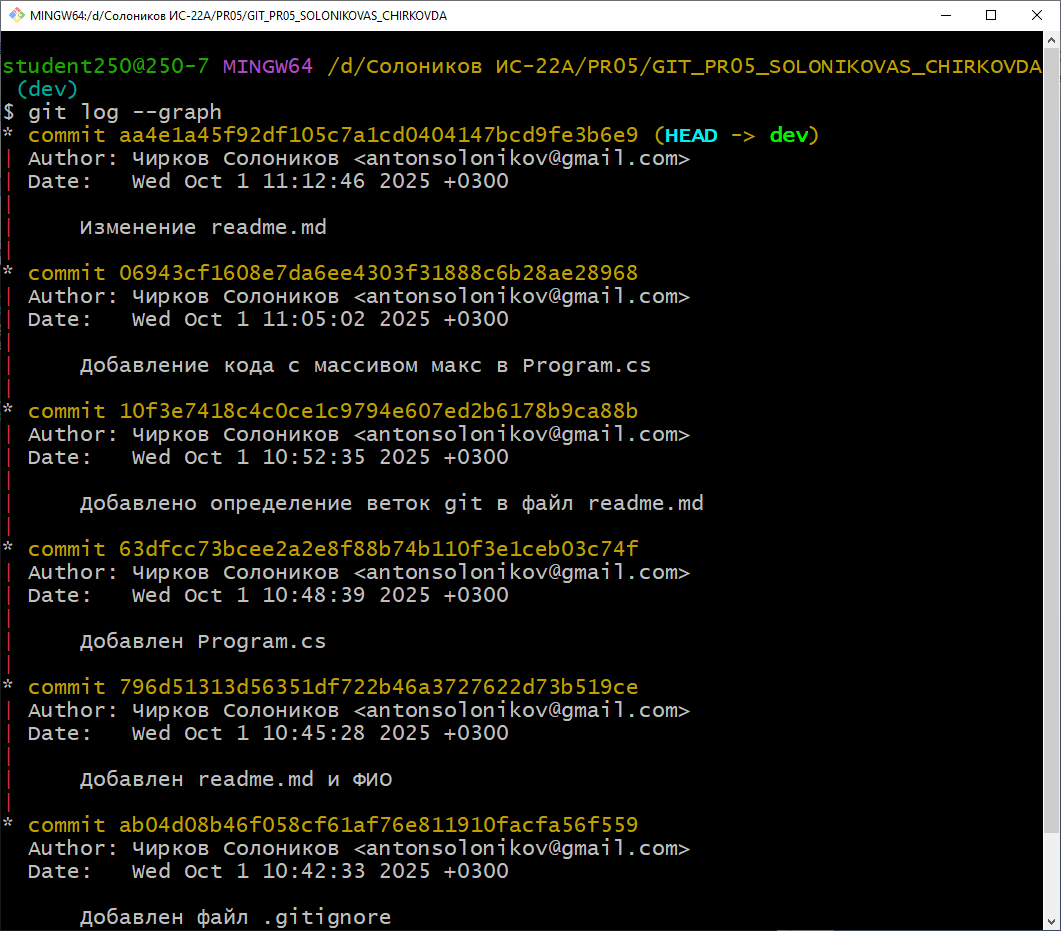 MINGW64:/d/Солоников ИС-22А/PR05/GIT_PR05_SOLONIKOVAS_CHIRKOVDA
student250@250-7 MINGW64 /d/Солоников ИС-22А/PR05/GIT_PR05_SOLONIKOVAS_CHIRKOVDA
(dev)
$ git log --graph
* commit aa4e1a45f92df105c7a1cd0404147bcd9fe3b6e9 (HEAD -> dev)
| Author: Чирков Солоников <antonsolonikov@gmail.com>
| Date:   Wed Oct 1 11:12:46 2025 +0300
|
|     Изменение readme.md
|
* commit 06943cf1608e7da6ee4303f31888c6b28ae28968
| Author: Чирков Солоников <antonsolonikov@gmail.com>
| Date:   Wed Oct 1 11:05:02 2025 +0300
|
|     Добавление кода с массивом макс в Program.cs
|
* commit 10f3e7418c4c0ce1c9794e607ed2b6178b9ca88b
| Author: Чирков Солоников <antonsolonikov@gmail.com>
| Date:   Wed Oct 1 10:52:35 2025 +0300
|
|     Добавлено определение веток git в файл readme.md
|
* commit 63dfcc73bcee2a2e8f88b74b110f3e1ceb03c74f
| Author: Чирков Солоников <antonsolonikov@gmail.com>
| Date:   Wed Oct 1 10:48:39 2025 +0300
|
|     Добавлен Program.cs
|
* commit 796d51313d56351df722b46a3727622d73b519ce
| Author: Чирков Солоников <antonsolonikov@gmail.com>
| Date:   Wed Oct 1 10:45:28 2025 +0300
|
|     Добавлен readme.md и ФИО
|
* commit ab04d08b46f058cf61af76e811910facfa56f559
  Author: Чирков Солоников <antonsolonikov@gmail.com>
  Date:   Wed Oct 1 10:42:33 2025 +0300
      Добавлен файл .gitignore